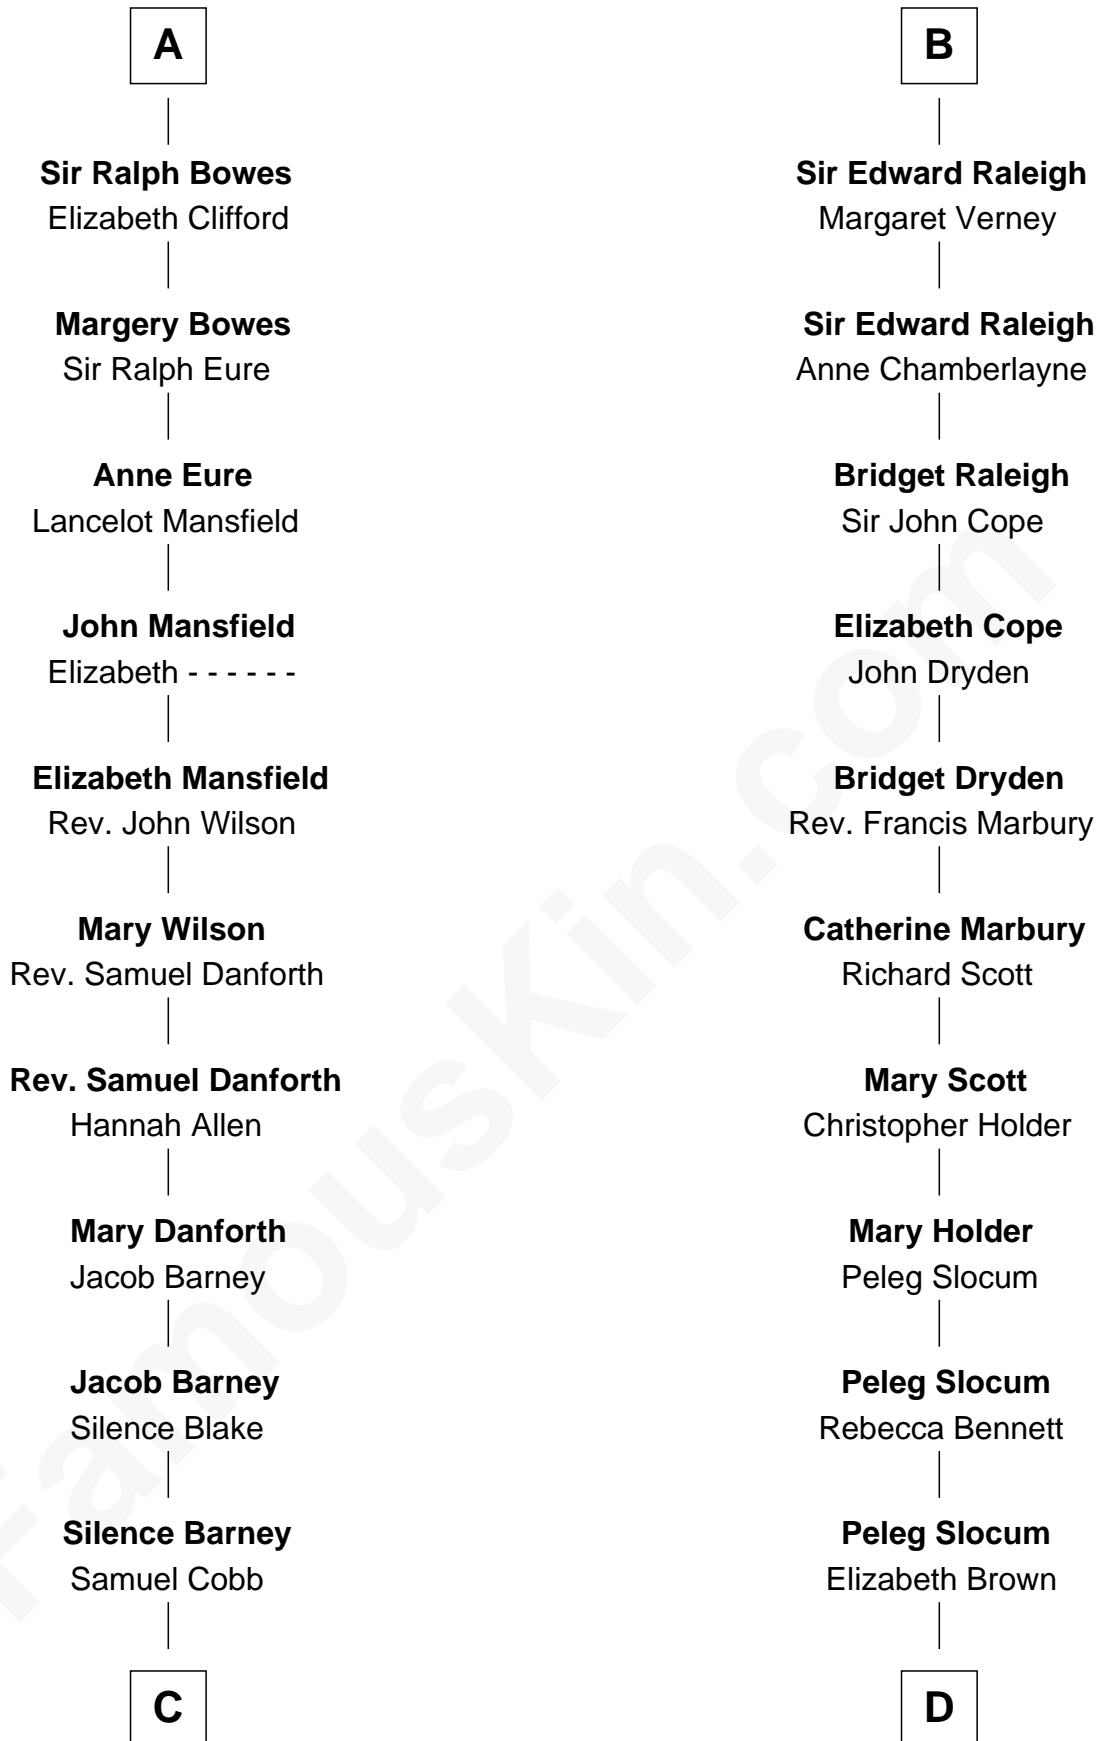 A
Sir Ralph Bowes
Elizabeth Clifford
Margery Bowes
Sir Ralph Eure
Anne Eure
Lancelot Mansfield
John Mansfield
Elizabeth - - - - - -
Elizabeth Mansfield
Rev. John Wilson
Mary Wilson
Rev. Samuel Danforth
Rev. Samuel Danforth
Hannah Allen
Mary Danforth
Jacob Barney
Jacob Barney
Silence Blake
Silence Barney
Samuel Cobb
C
B
Sir Edward Raleigh
Margaret Verney
Sir Edward Raleigh
Anne Chamberlayne
Bridget Raleigh
Sir John Cope
Elizabeth Cope
John Dryden
Bridget Dryden
Rev. Francis Marbury
Catherine Marbury
Richard Scott
Mary Scott
Christopher Holder
Mary Holder
Peleg Slocum
Peleg Slocum
Rebecca Bennett
Peleg Slocum
Elizabeth Brown
D
FamousKin.com